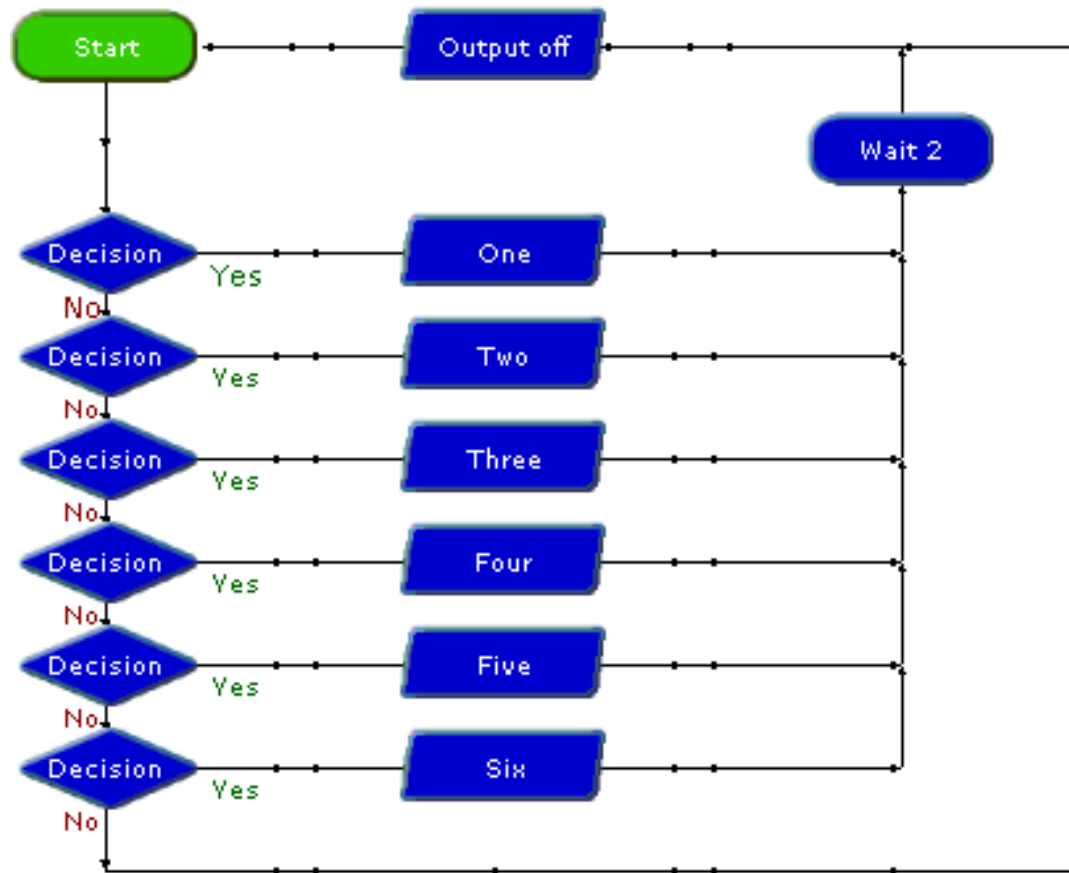 Start
Output off
Wait 2
Decision
Yes
One
No
Decision
Yes
Two
No
Decision
Yes
Three
No
Decision
Yes
Four
No
Decision
Yes
Five
No
Decision
Yes
Six
No